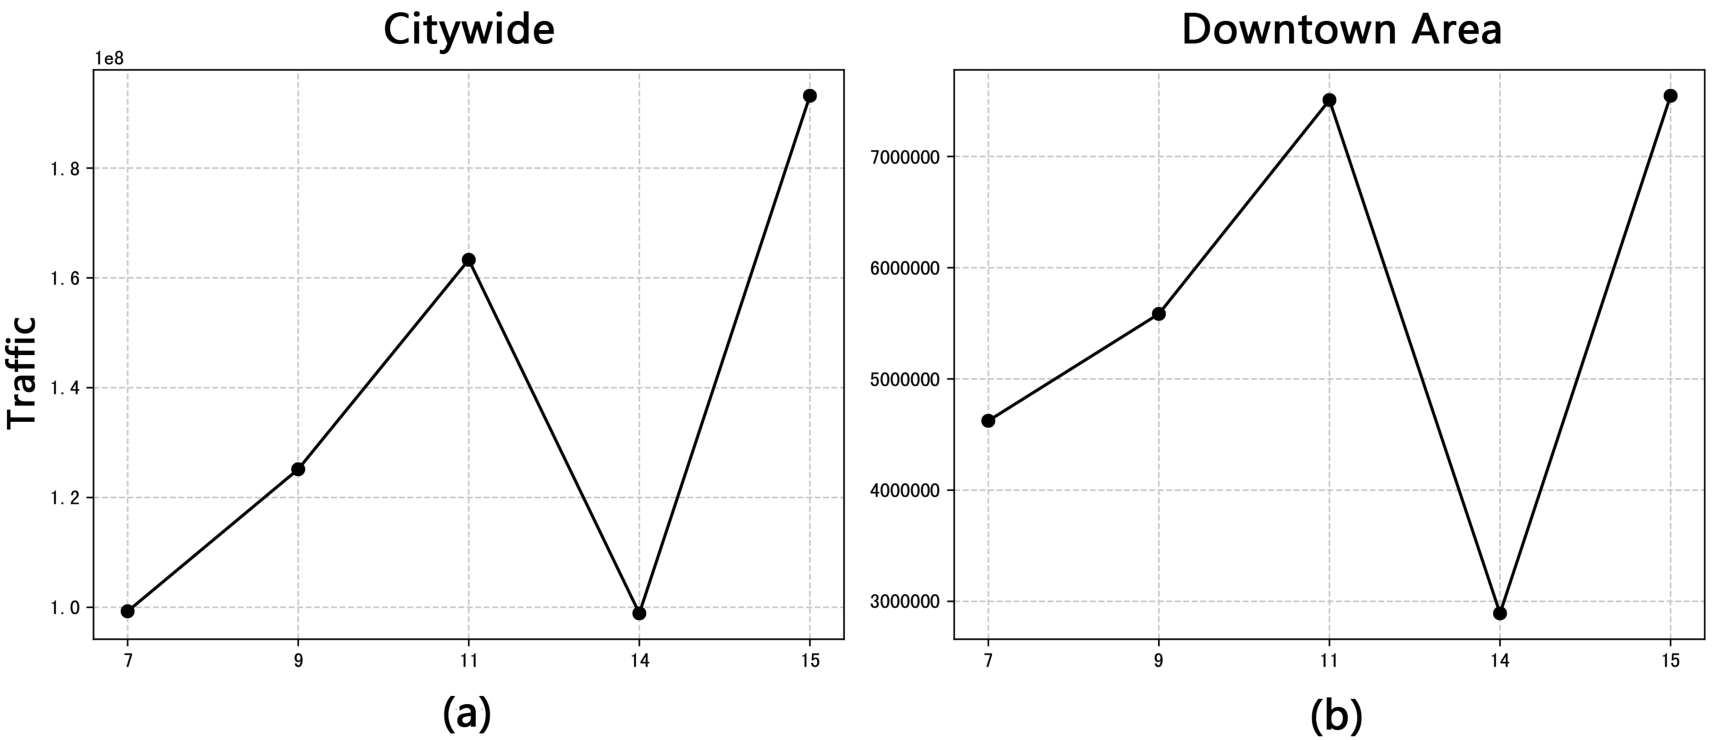 Citywide
1e8
1.8
1.6
1.4
1.2
1.0
Traffic
7 9 11 14 15
(a)
Downtown Area
7000000
6000000
5000000
4000000
3000000
7 9 11 14 15
(b)